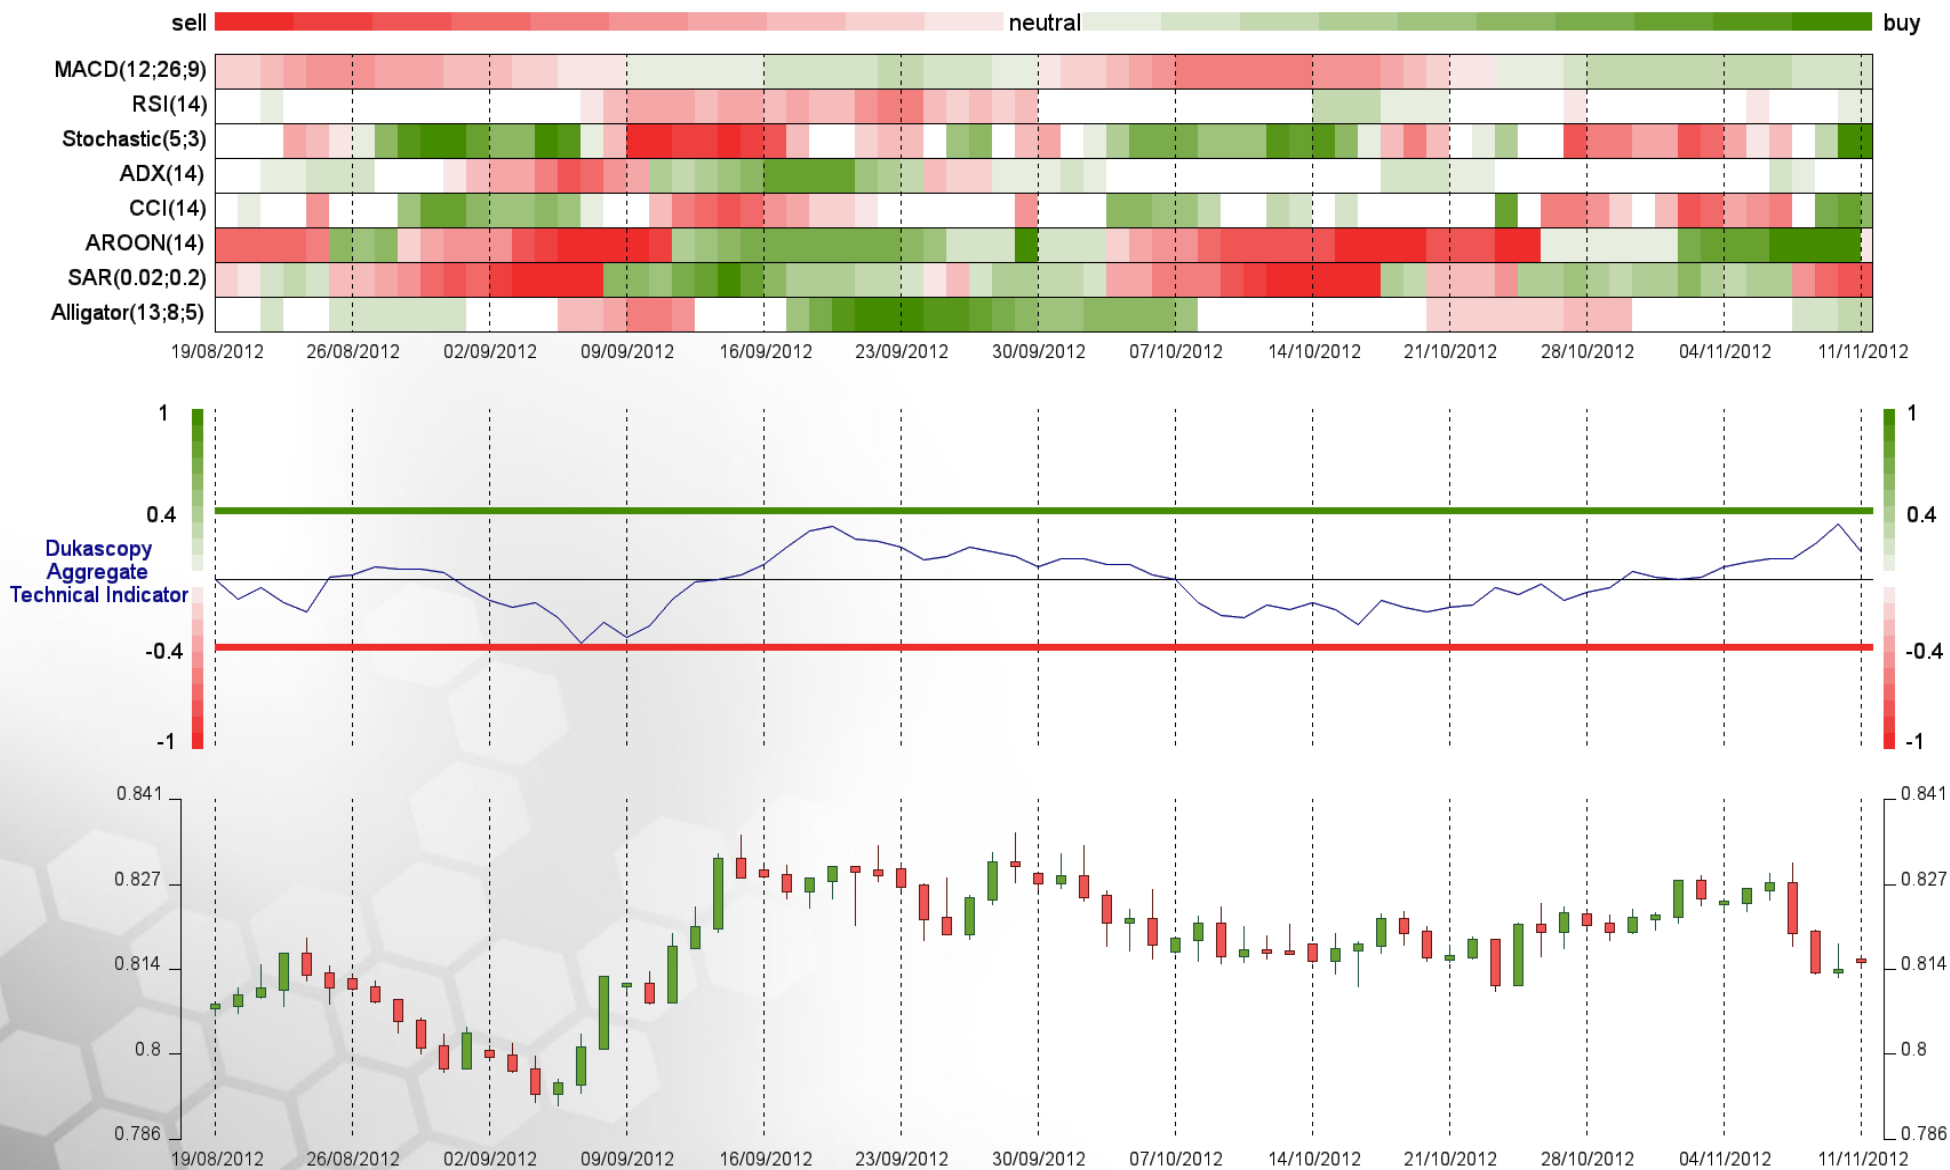 sell neutral buy
MACD(12;26;9)
RSI(14)
Stochastic(5;3)
ADX(14)
CCI(14)
AROON(14)
SAR(0.02;0.2)
Alligator(13;8;5)
19/08/2012 26/08/2012 02/09/2012 09/09/2012 16/09/2012 23/09/2012 30/09/2012 07/10/2012 14/10/2012 21/10/2012 28/10/2012 04/11/2012 11/11/2012
1 1
0.4 0.4
Dukascopy
Aggregate
Technical Indicator
-0.4 -0.4
-1 -1
0.841 0.841
0.827 0.827
0.814 0.814
0.8 0.8
0.786 0.786
19/08/2012 26/08/2012 02/09/2012 09/09/2012 16/09/2012 23/09/2012 30/09/2012 07/10/2012 14/10/2012 21/10/2012 28/10/2012 04/11/2012 11/11/2012